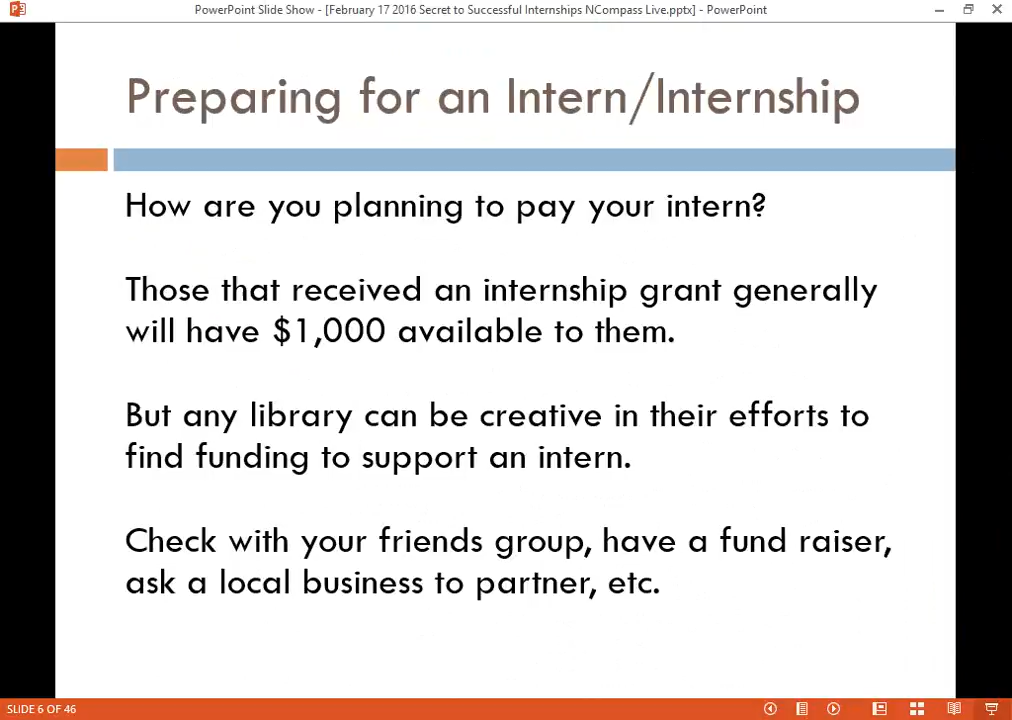 PowerPoint Slide Show - [February 17 2016 Secret to Successful Internships NCompass Live.pptx] - PowerPoint
Preparing for an Intern/Internship
How are you planning to pay your intern?
Those that received an internship grant generally
will have $1,000 available to them.
But any library can be creative in their efforts to
find funding to support an intern.
Check with your friends group, have a fund raiser,
ask a local business to partner, etc.
SLIDE 6 OF 46